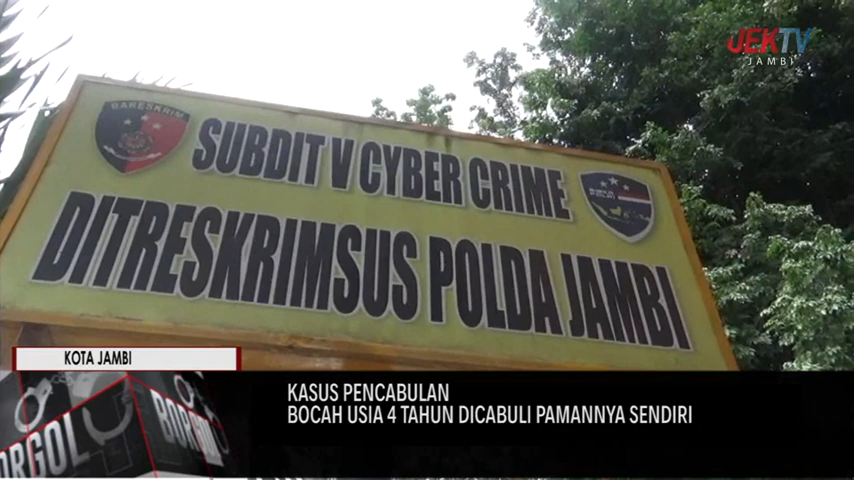 JEKTV
JAMBI
BARESKRIM
SUBDIT V CYBER CRIME
DITRESKRIMSUS POLDA JAMBI
KOTA JAMBI
KASUS PENCABULAN
BOCAH USIA 4 TAHUN DICABULI PAMANNYA SENDIRI
BORGOL